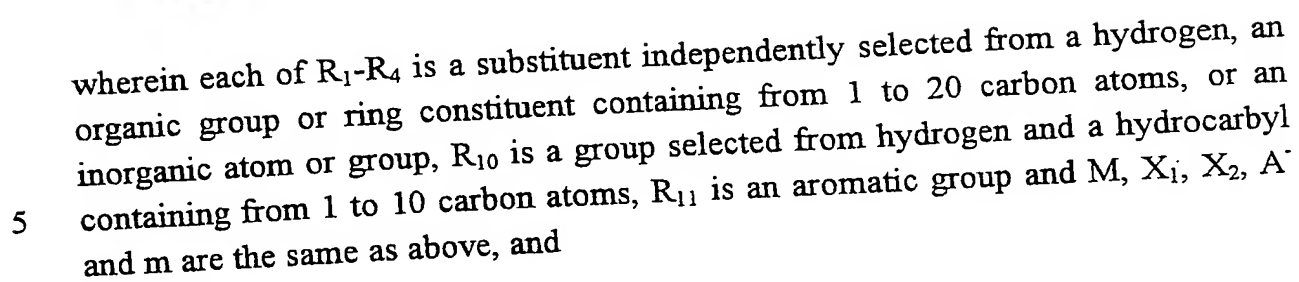 wherein each of R₁-R₄ is a substituent independently selected from a hydrogen, an
organic group or ring constituent containing from 1 to 20 carbon atoms, or an
inorganic atom or group, R₁₀ is a group selected from hydrogen and a hydrocarbyl
5 containing from 1 to 10 carbon atoms, R₁₁ is an aromatic group and M, X₁, X₂, A⁻
and m are the same as above, and